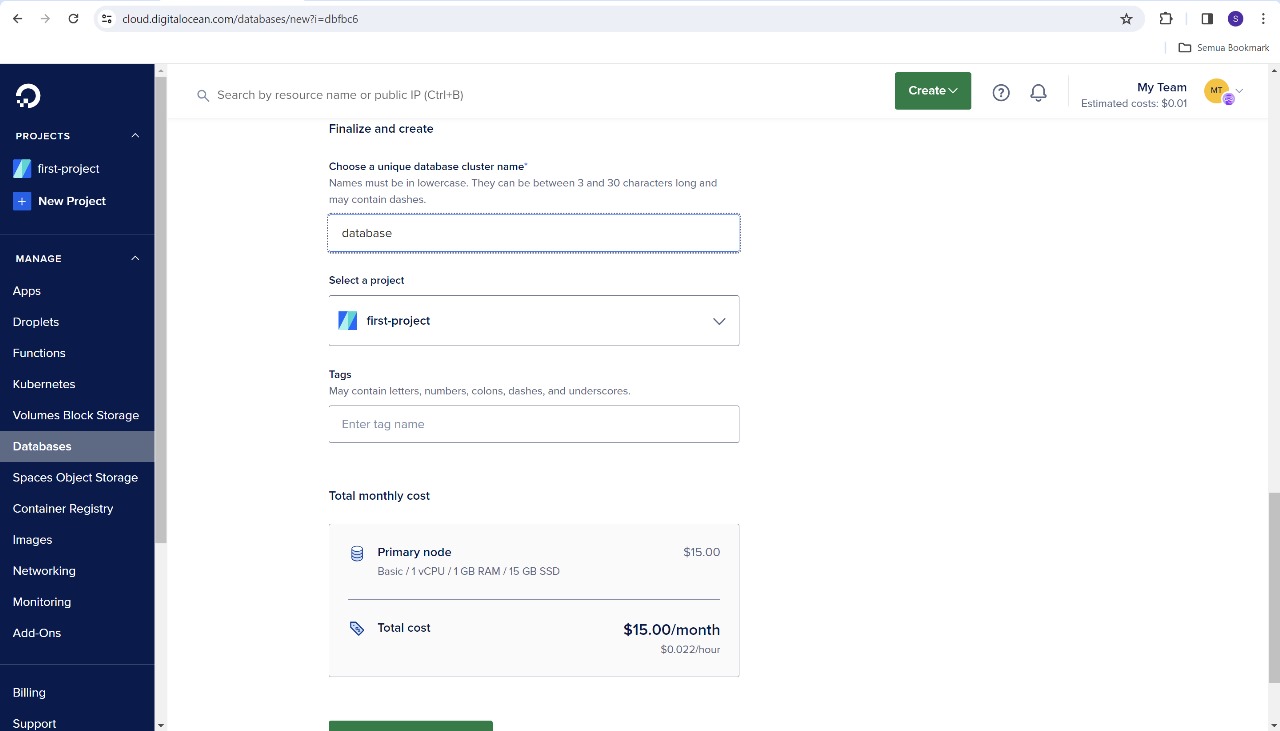 cloud.digitalocean.com/databases/new?i=dbfbc6
S
Semua Bookmark
Search by resource name or public IP (Ctrl+B)
Create
My Team
Estimated costs: $0.01
MT
PROJECTS
first-project
+ New Project
MANAGE
Apps
Droplets
Functions
Kubernetes
Volumes Block Storage
Databases
Spaces Object Storage
Container Registry
Images
Networking
Monitoring
Add-Ons
Billing
Support
Finalize and create
Choose a unique database cluster name*
Names must be in lowercase. They can be between 3 and 30 characters long and
may contain dashes.
database
Select a project
first-project
Tags
May contain letters, numbers, colons, dashes, and underscores.
Enter tag name
Total monthly cost
Primary node $15.00
Basic / 1 vCPU / 1 GB RAM / 15 GB SSD
Total cost $15.00/month
$0.022/hour